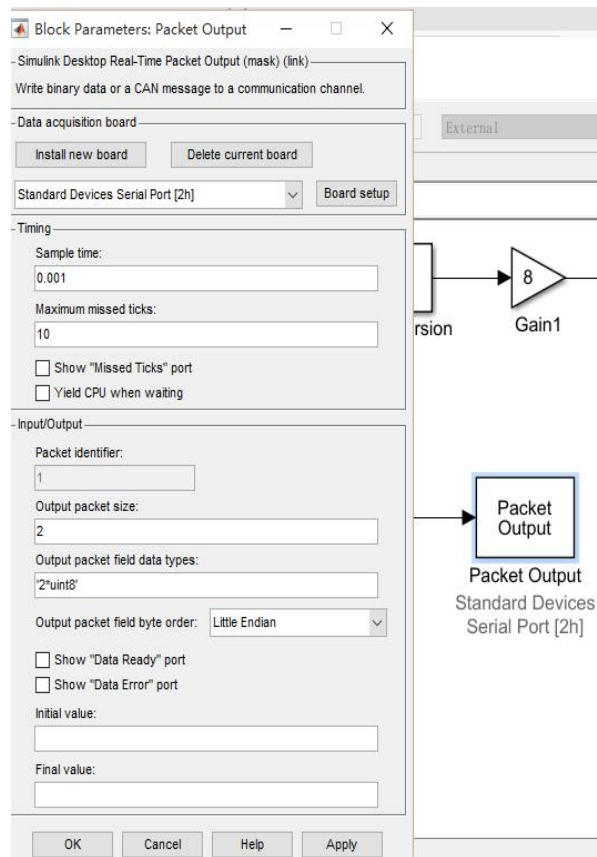 Block Parameters: Packet Output
Simulink Desktop Real-Time Packet Output (mask) (link)
Write binary data or a CAN message to a communication channel.
Data acquisition board
Install new board
Delete current board
Standard Devices Serial Port [2h]
Board setup
Timing
Sample time:
0.001
Maximum missed ticks:
10
Show "Missed Ticks" port
Yield CPU when waiting
Input/Output
Packet identifier:
1
Output packet size:
2
Output packet field data types:
'2*uint8'
Output packet field byte order:
Little Endian
Show "Data Ready" port
Show "Data Error" port
Initial value:
Final value:
OK
Cancel
Help
Apply
External
8
rsion
Gain1
Packet
Output
Packet Output
Standard Devices
Serial Port [2h]